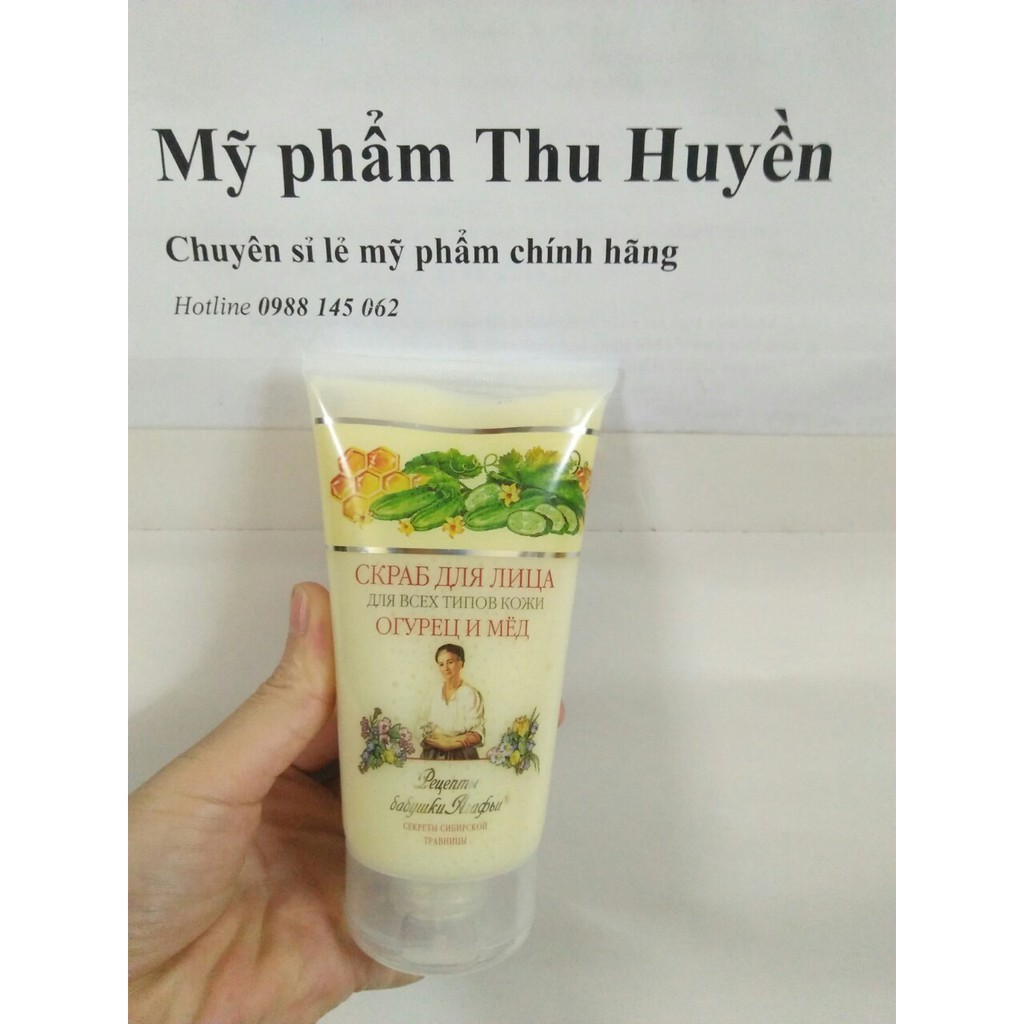 Mỹ phẩm Thu Huyền
Chuyên sỉ lẻ mỹ phẩm chính hãng
Hotline 0988 145 062
СКРАБ ДЛЯ ЛИЦА
ДЛЯ ВСЕХ ТИПОВ КОЖИ
ОГУРЕЦ И МЁД
Рецепты
бабушки Агафьи®
СЕКРЕТЫ СИБИРСКОЙ
ТРАВНИЦЫ